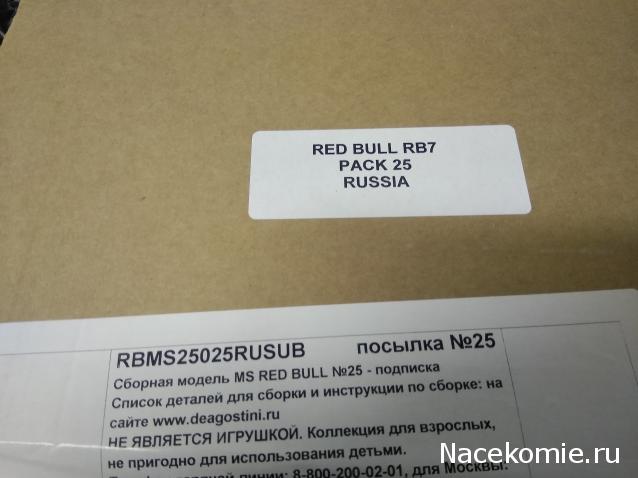 RED BULL RB7
PACK 25
RUSSIA
RBMS25025RUSUB посылка №25
Сборная модель MS RED BULL №25 - подписка
Список деталей для сборки и инструкции по сборке: на
сайте www.deagostini.ru
НЕ ЯВЛЯЕТСЯ ИГРУШКОЙ. Коллекция для взрослых,
не пригодно для использования детьми.
горячей линии: 8-800-200-02-01, для Москвы:
Nacekomie.ru